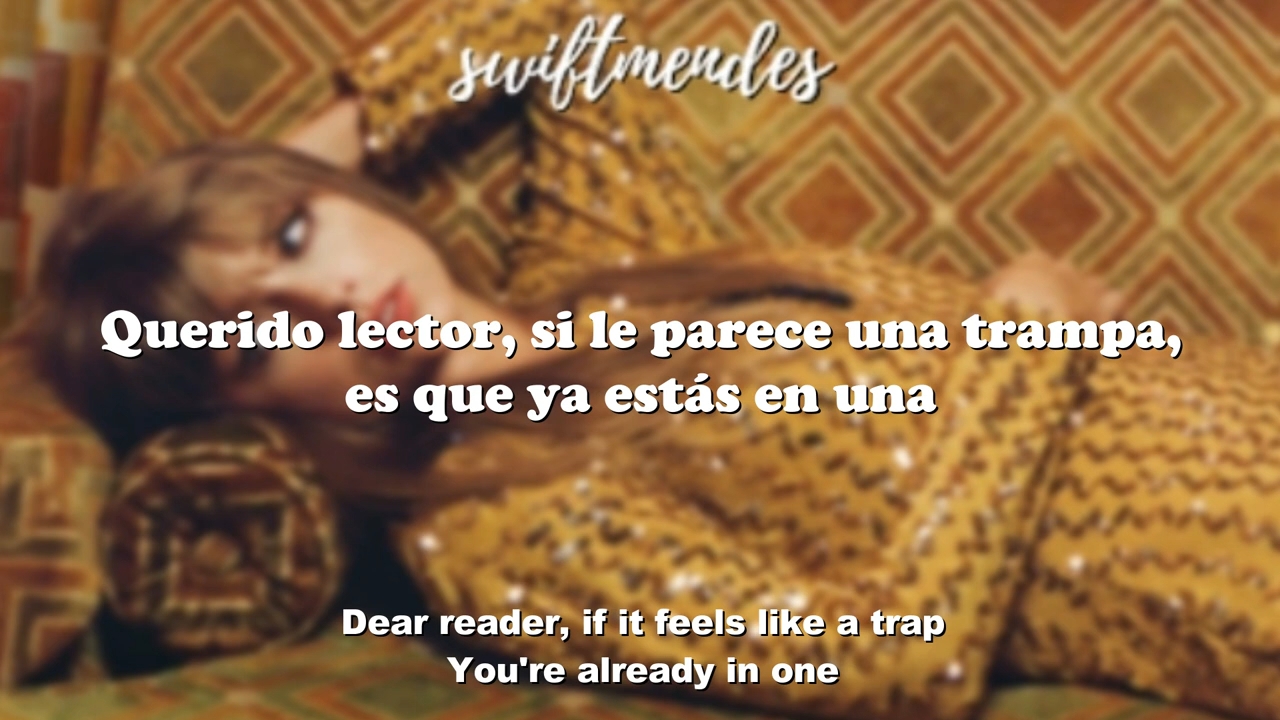 swiftmendes
Querido lector, si le parece una trampa,
es que ya estás en una
Dear reader, if it feels like a trap
You're already in one